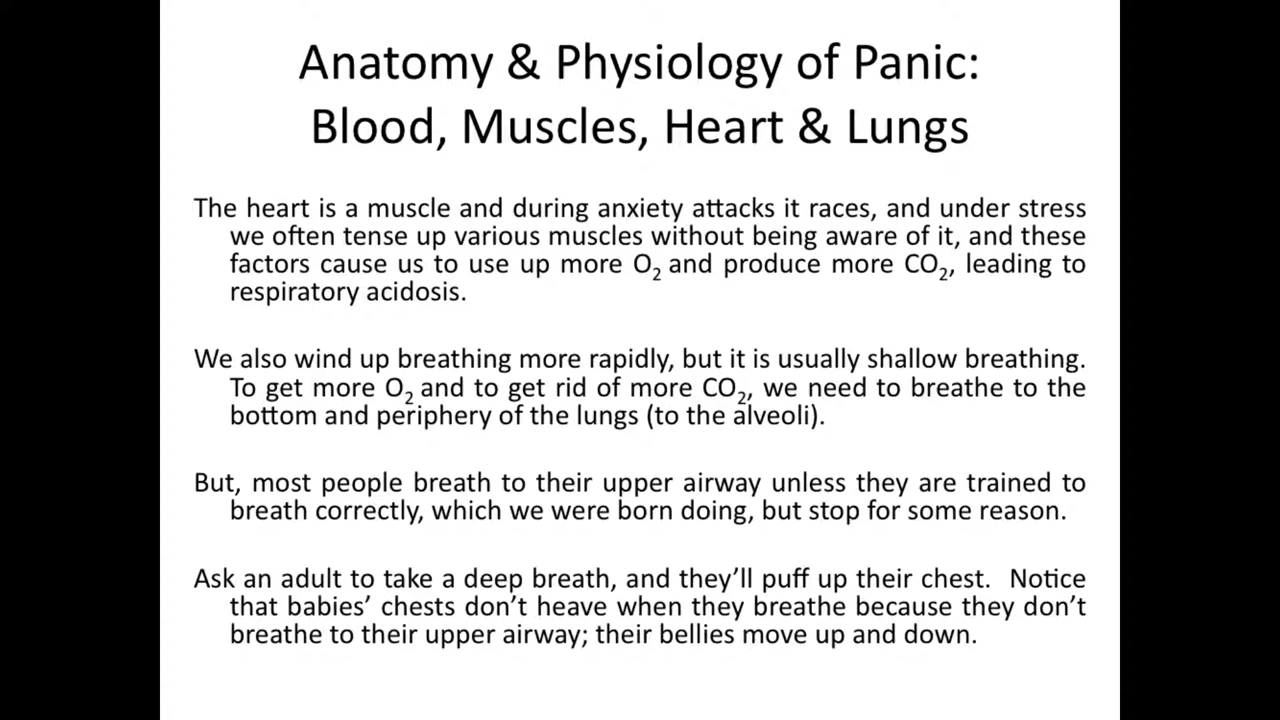 Anatomy & Physiology of Panic:
Blood, Muscles, Heart & Lungs
The heart is a muscle and during anxiety attacks it races, and under stress
we often tense up various muscles without being aware of it, and these
factors cause us to use up more O₂ and produce more CO₂, leading to
respiratory acidosis.
We also wind up breathing more rapidly, but it is usually shallow breathing.
To get more O₂ and to get rid of more CO₂, we need to breathe to the
bottom and periphery of the lungs (to the alveoli).
But, most people breath to their upper airway unless they are trained to
breath correctly, which we were born doing, but stop for some reason.
Ask an adult to take a deep breath, and they’ll puff up their chest.  Notice
that babies’ chests don’t heave when they breathe because they don’t
breathe to their upper airway; their bellies move up and down.